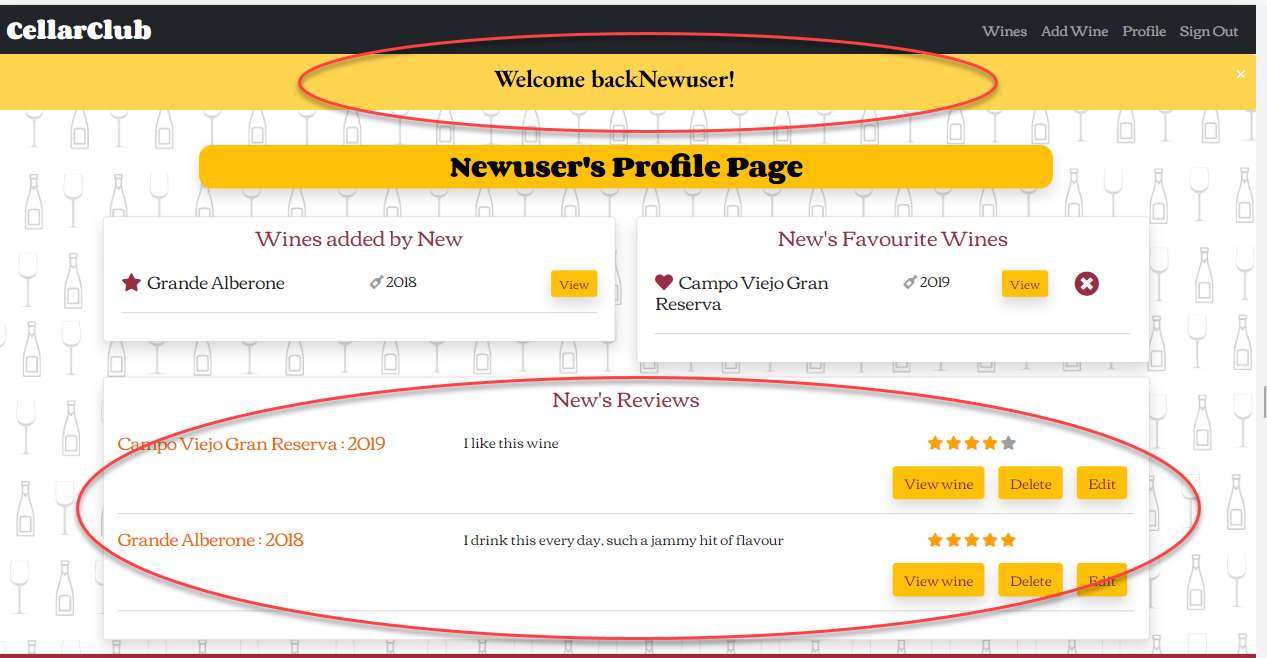 CellarClub
Wines Add Wine Profile Sign Out
Welcome backNewuser!
×
Newuser's Profile Page
Wines added by New
Grande Alberone 2018 View
New's Favourite Wines
Campo Viejo Gran Reserva 2019 View
New's Reviews
Campo Viejo Gran Reserva : 2019 I like this wine
View wine Delete Edit
Grande Alberone : 2018 I drink this every day, such a jammy hit of flavour
View wine Delete Edit